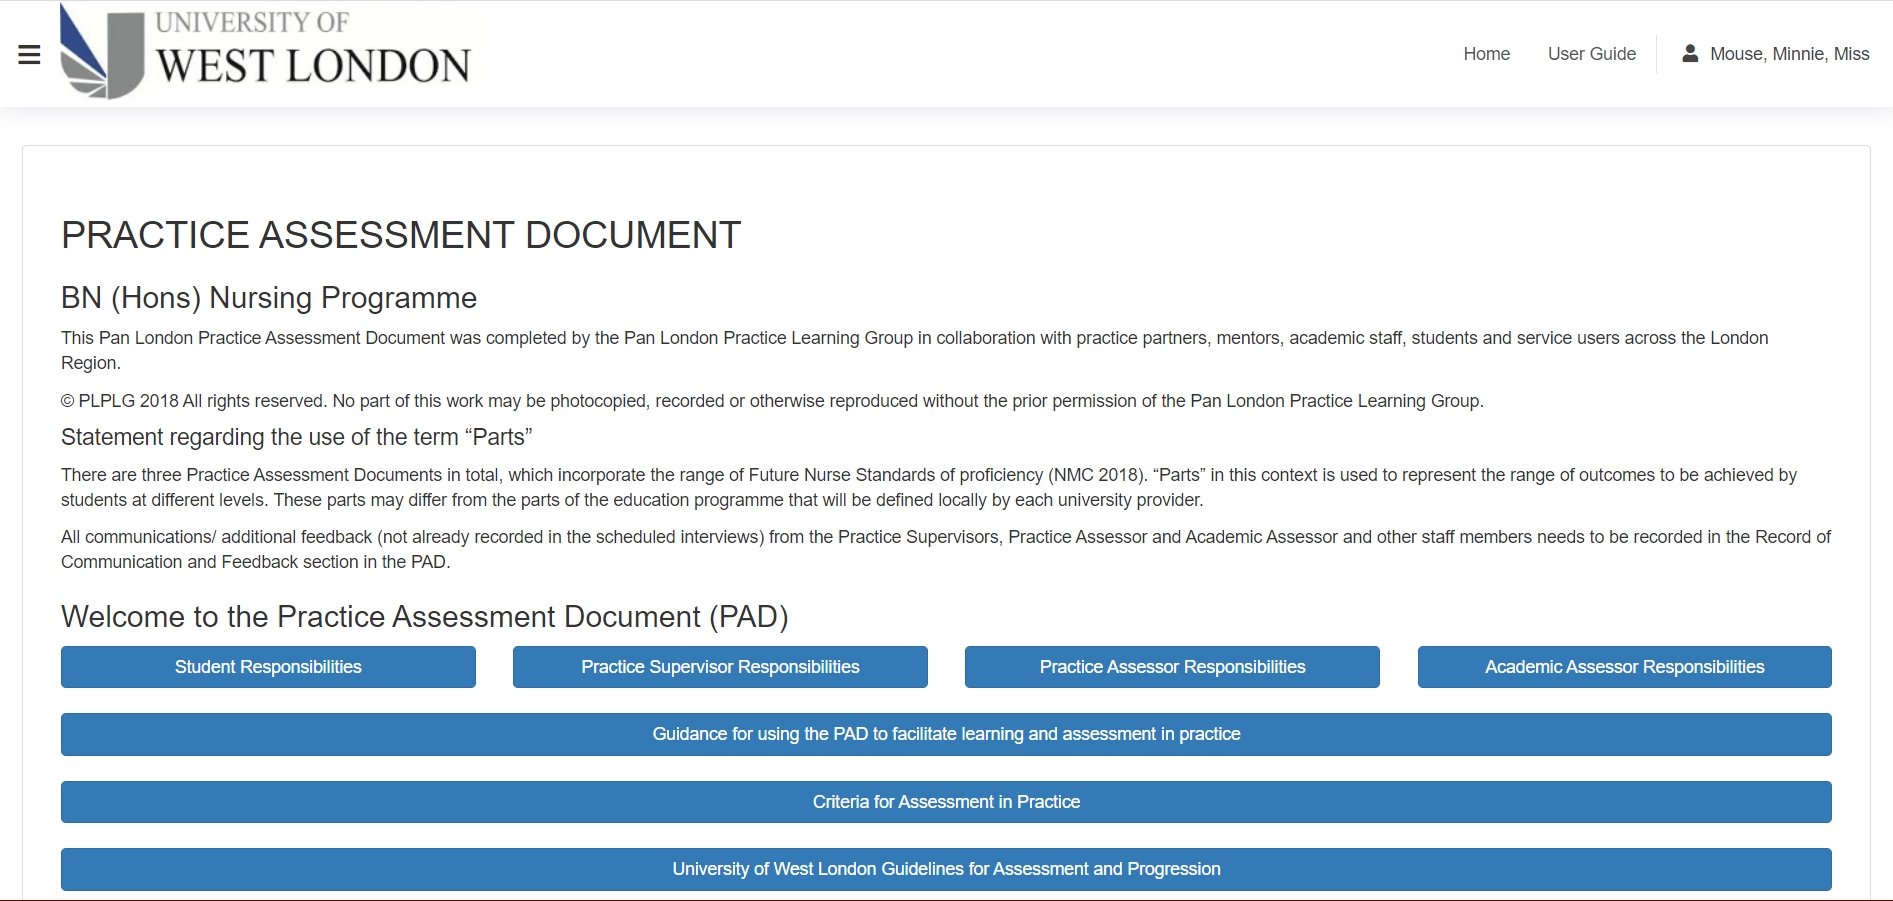 UNIVERSITY OF
WEST LONDON
Home
User Guide
Mouse, Minnie, Miss
PRACTICE ASSESSMENT DOCUMENT
BN (Hons) Nursing Programme
This Pan London Practice Assessment Document was completed by the Pan London Practice Learning Group in collaboration with practice partners, mentors, academic staff, students and service users across the London
Region.
© PLPLG 2018 All rights reserved. No part of this work may be photocopied, recorded or otherwise reproduced without the prior permission of the Pan London Practice Learning Group.
Statement regarding the use of the term “Parts”
There are three Practice Assessment Documents in total, which incorporate the range of Future Nurse Standards of proficiency (NMC 2018). “Parts” in this context is used to represent the range of outcomes to be achieved by
students at different levels. These parts may differ from the parts of the education programme that will be defined locally by each university provider.
All communications/ additional feedback (not already recorded in the scheduled interviews) from the Practice Supervisors, Practice Assessor and Academic Assessor and other staff members needs to be recorded in the Record of
Communication and Feedback section in the PAD.
Welcome to the Practice Assessment Document (PAD)
Student Responsibilities
Practice Supervisor Responsibilities
Practice Assessor Responsibilities
Academic Assessor Responsibilities
Guidance for using the PAD to facilitate learning and assessment in practice
Criteria for Assessment in Practice
University of West London Guidelines for Assessment and Progression